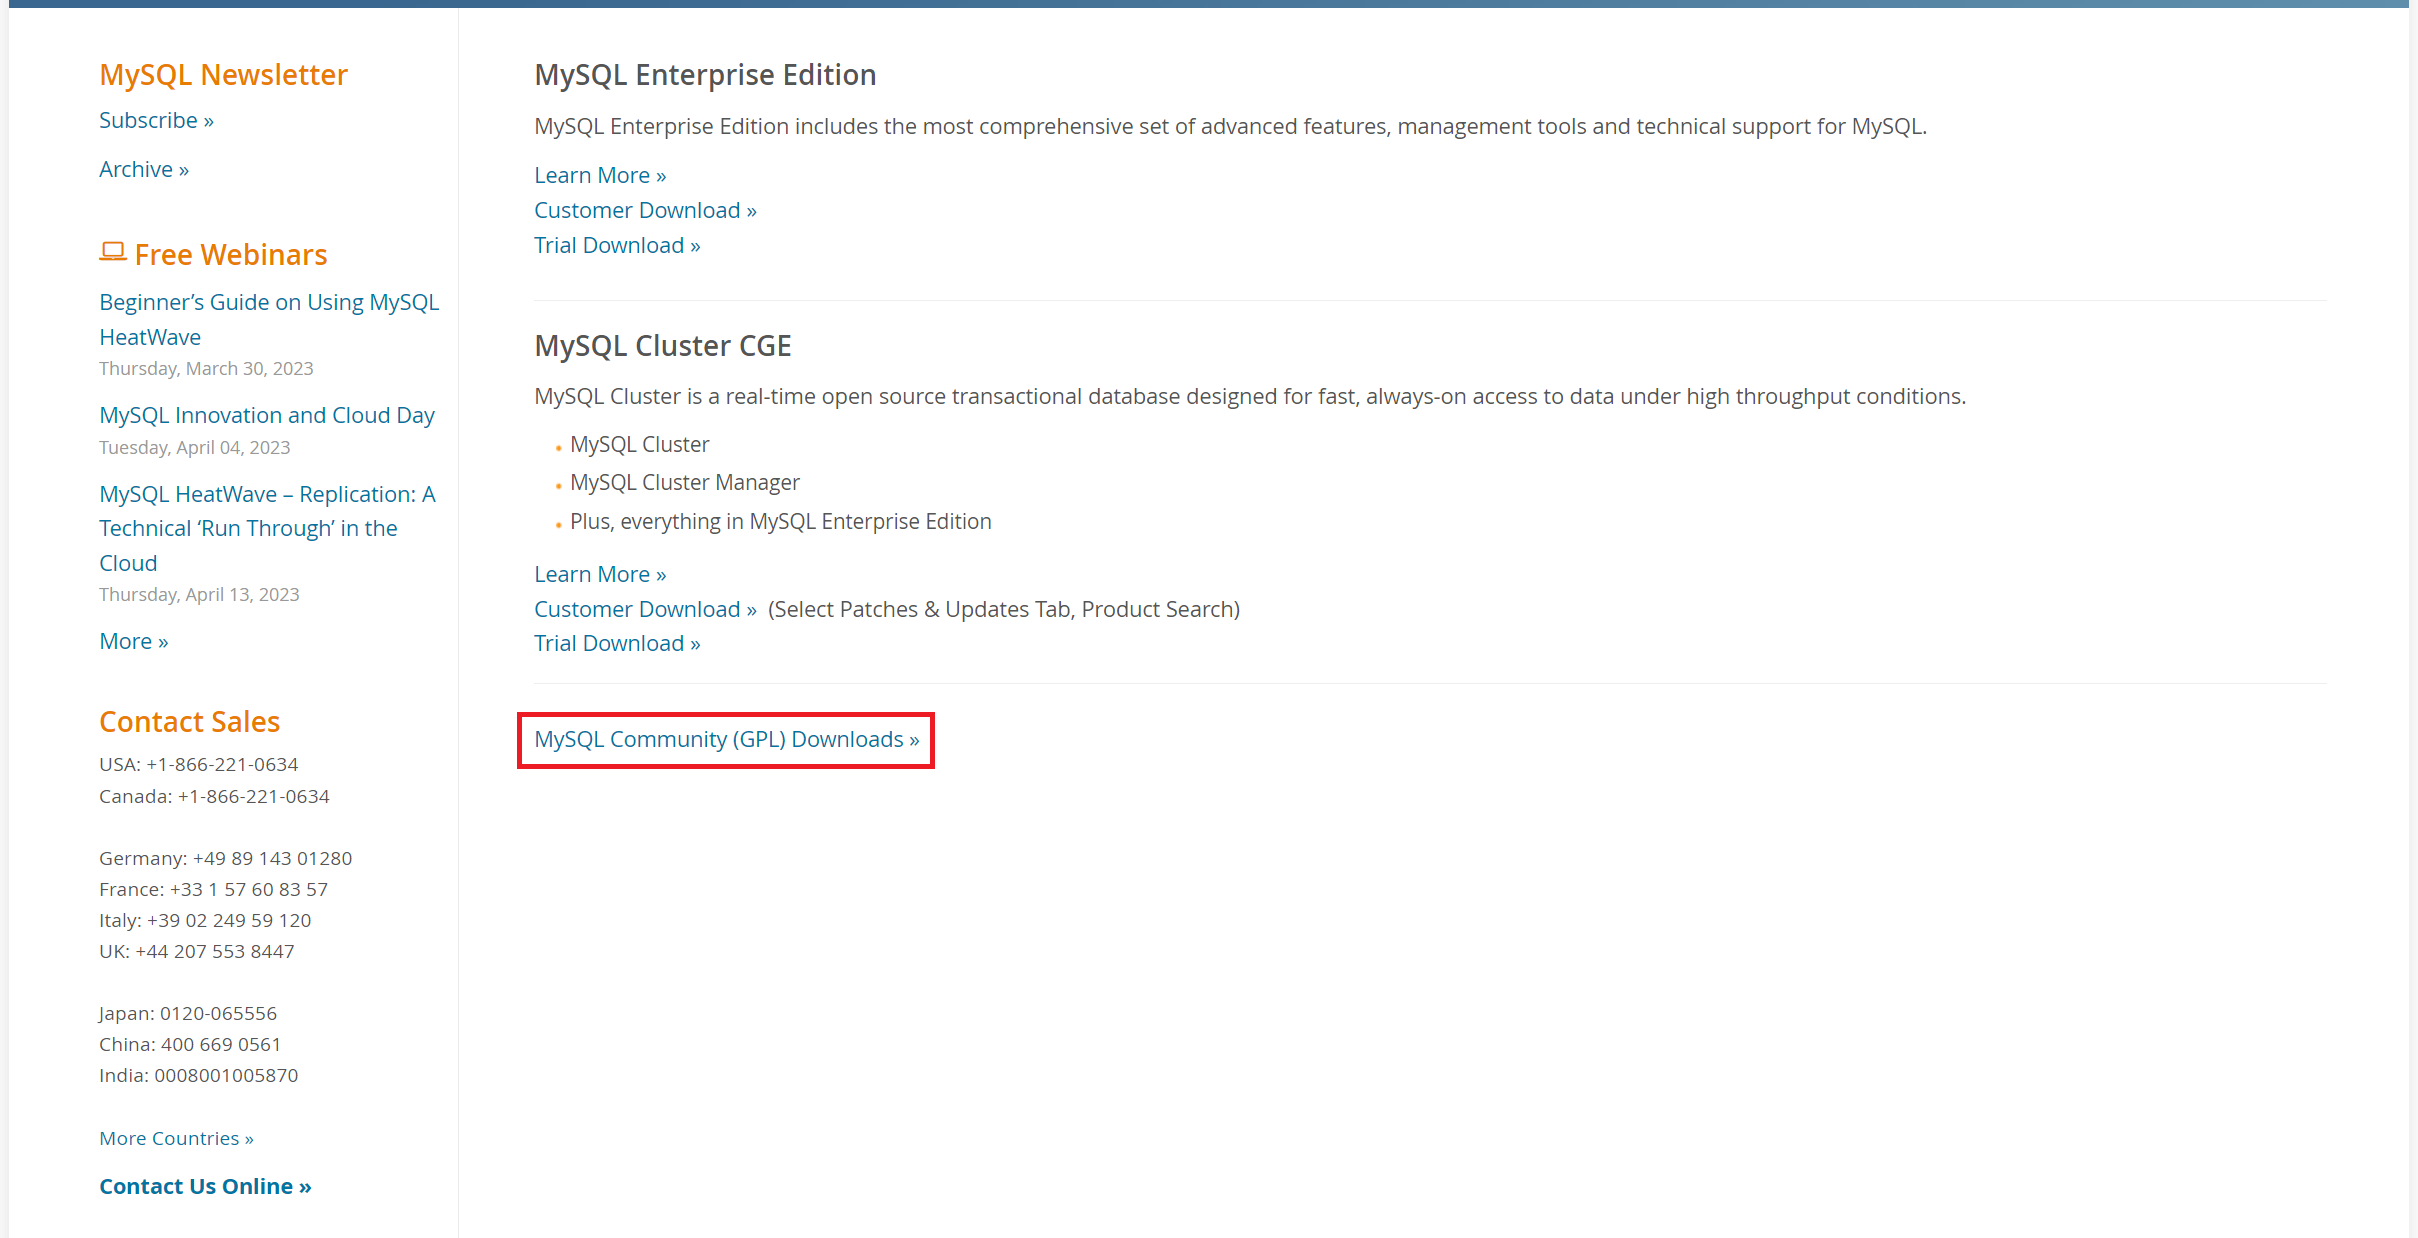 MySQL Newsletter
Subscribe »
Archive »
Free Webinars
Beginner’s Guide on Using MySQL
HeatWave
Thursday, March 30, 2023
MySQL Innovation and Cloud Day
Tuesday, April 04, 2023
MySQL HeatWave – Replication: A
Technical ‘Run Through’ in the
Cloud
Thursday, April 13, 2023
More »
Contact Sales
USA: +1-866-221-0634
Canada: +1-866-221-0634
Germany: +49 89 143 01280
France: +33 1 57 60 83 57
Italy: +39 02 249 59 120
UK: +44 207 553 8447
Japan: 0120-065556
China: 400 669 0561
India: 0008001005870
More Countries »
Contact Us Online »
MySQL Enterprise Edition
MySQL Enterprise Edition includes the most comprehensive set of advanced features, management tools and technical support for MySQL.
Learn More »
Customer Download »
Trial Download »
MySQL Cluster CGE
MySQL Cluster is a real-time open source transactional database designed for fast, always-on access to data under high throughput conditions.
• MySQL Cluster
• MySQL Cluster Manager
• Plus, everything in MySQL Enterprise Edition
Learn More »
Customer Download » (Select Patches & Updates Tab, Product Search)
Trial Download »
MySQL Community (GPL) Downloads »